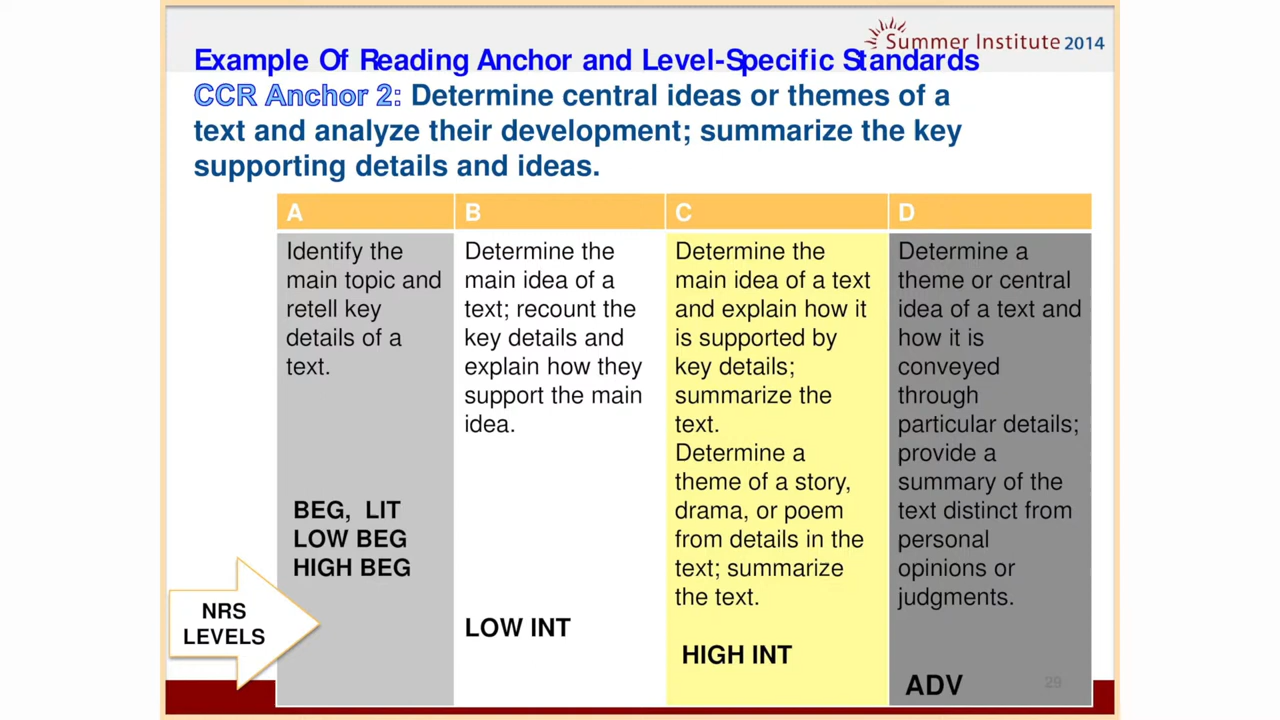 Summer Institute 2014
Example Of Reading Anchor and Level-Specific Standards
CCR Anchor 2: Determine central ideas or themes of a
text and analyze their development; summarize the key
supporting details and ideas.
A
Identify the
main topic and
retell key
details of a
text.
BEG, LIT
LOW BEG
HIGH BEG
B
Determine the
main idea of a
text; recount the
key details and
explain how they
support the main
idea.
LOW INT
C
Determine the
main idea of a text
and explain how it
is supported by
key details;
summarize the
text.
Determine a
theme of a story,
drama, or poem
from details in the
text; summarize
the text.
HIGH INT
D
Determine a
theme or central
idea of a text and
how it is
conveyed
through
particular details;
provide a
summary of the
text distinct from
personal
opinions or
judgments.
ADV
NRS
LEVELS
29